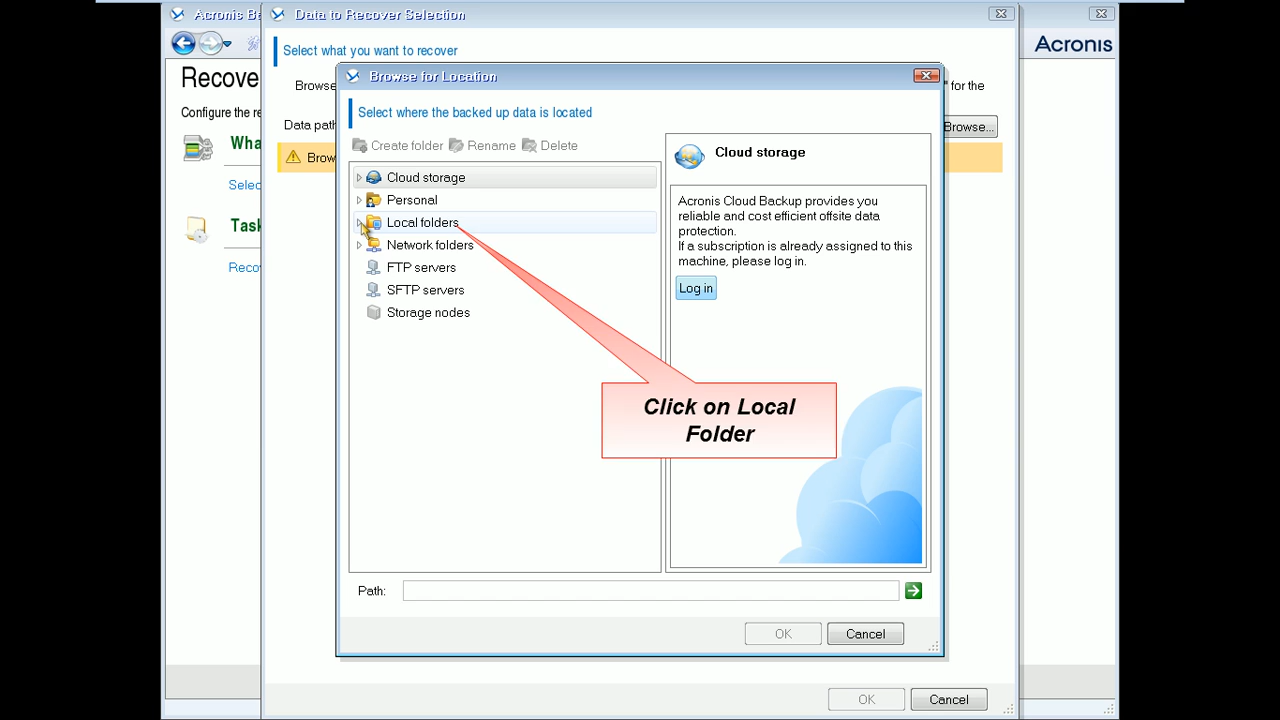 Acronis Ba
Data to Recover Selection
Acronis
Select what you want to recover
Recove
Browse for Location
Configure the re
Browse
for the
Select where the backed up data is located
Data path
Browse...
Wha
Brow
Create folder Rename Delete
Cloud storage
Cloud storage
Selec
Personal
Local folders
Network folders
FTP servers
SFTP servers
Storage nodes
Acronis Cloud Backup provides you
reliable and cost efficient offsite data
protection.
If a subscription is already assigned to this
machine, please log in.
Log in
Task
Reco
Click on Local
Folder
Path:
OK Cancel
OK Cancel